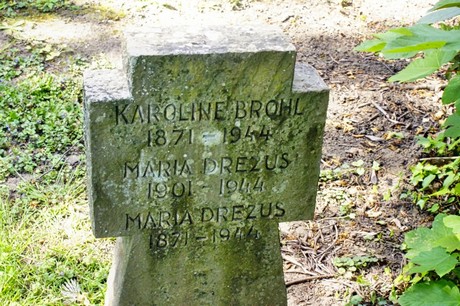 KAROLINE BROHL
1871 - 1944
MARIA DREZUS
1901 - 1944
MARIA DREZUS
1871 - 1944